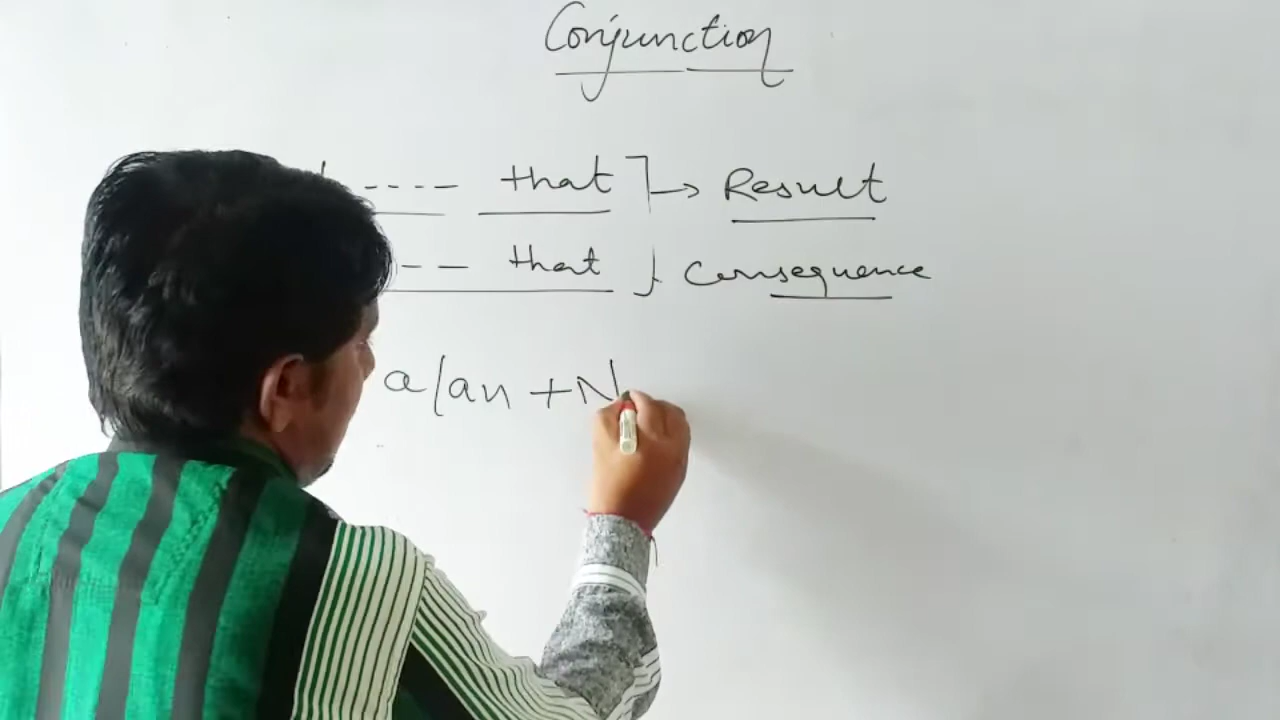 Conjunction
---- that ] → Result
-- that } Consequence
a/an + N